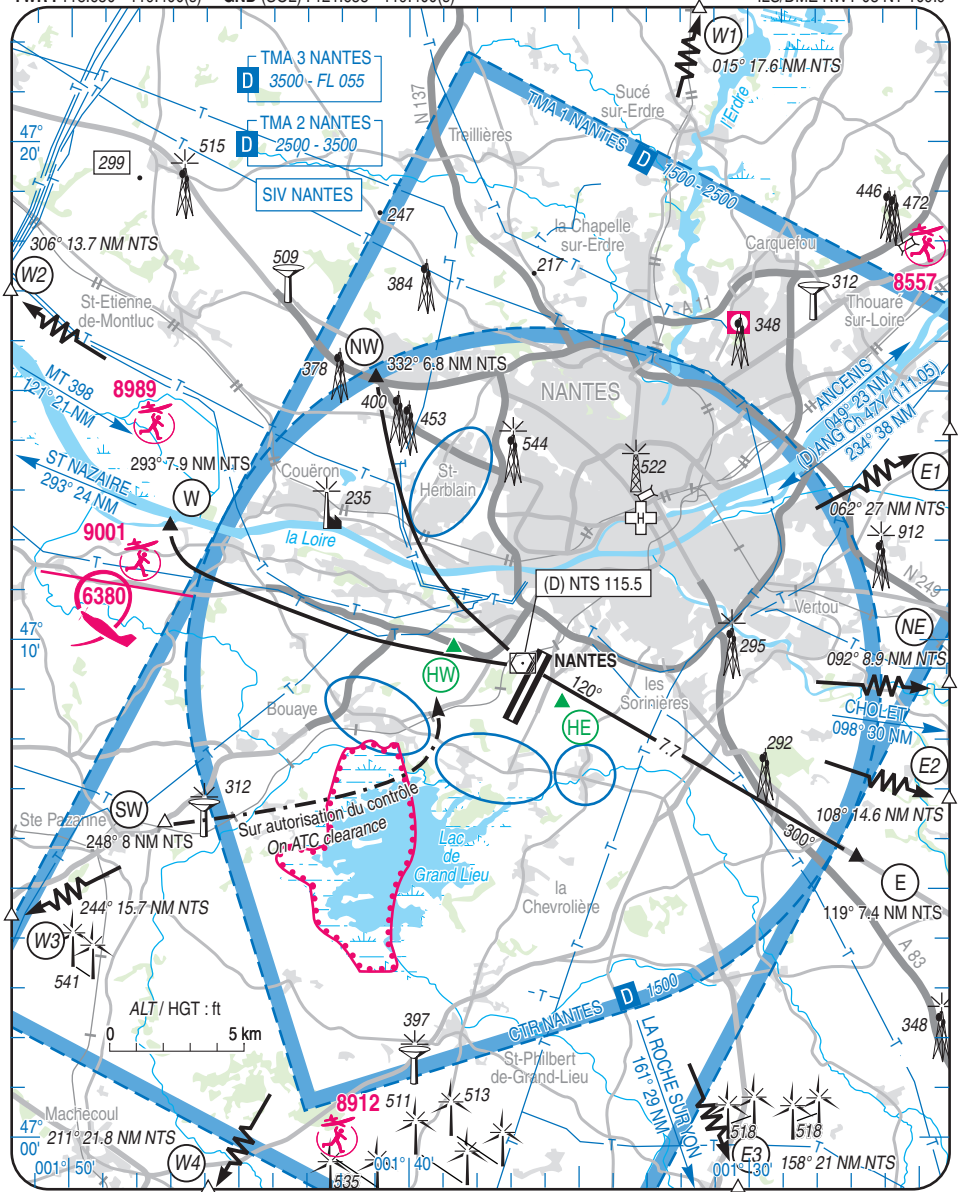 W1
015° 17.6 NM NTS
TMA 3 NANTES
D 3500 - FL 055
TMA 2 NANTES
D 2500 - 3500
SIV NANTES
N 137
TMA 1 NANTES D 1500-2500
Sucé
sur-Erdre
l'Erdre
Treillières
47°
20'
299
515
247
446
472
306° 13.7 NM NTS
W2
509
384
217
la Chapelle
sur-Erdre
Carquefou
8557
312
A 11
348
Thouaré
sur-Loire
St-Etienne
de-Montluc
NW
332° 6.8 NM NTS
378
400
453
NANTES
MT 398
121° 21 NM
8989
ANCENIS
049° 23 NM
(D) ANG Ch 47Y (111.05)
234° 38 NM
544
522
293° 7.9 NM NTS
ST NAZAIRE
293° 24 NM
W
Couëron
St-
Herblain
235
H
E1
062° 27 NM NTS
912
9001
la Loire
N 249
6380
(D) NTS 115.5
Vertou
NE
295
092° 8.9 NM NTS
47°
10'
HW
NANTES
120°
les
Sorinières
HE
CHOLET
098° 30 NM
Bouaye
7.7
292
E2
108° 14.6 NM NTS
312
SW
Ste Pazanne
248° 8 NM NTS
Sur autorisation du contrôle
On ATC clearance
Lac
de
Grand Lieu
300°
E
119° 7.4 NM NTS
la
Chevrolière
244° 15.7 NM NTS
W3
541
A 83
ALT / HGT : ft
0 5 km
CTR NANTES D 1500
397
348
St-Philbert
de-Grand-Lieu
LA ROCHE SUR YON
161° 29 NM
8912
511
513
518
518
Machecoul
211° 21.8 NM NTS
47°
00'
001° 50'
W4
535
001° 40'
E3
001° 30'
158° 21 NM NTS